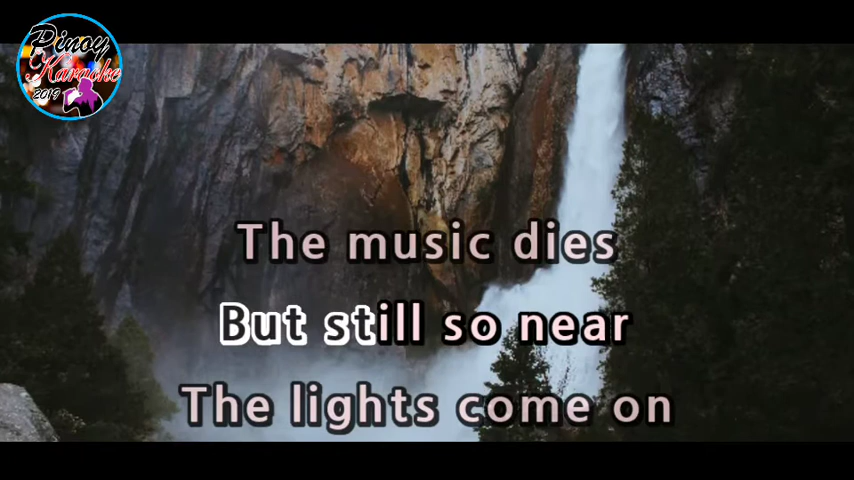 Pinoy
Karaoke
2019
The music dies
But still so near
The lights come on